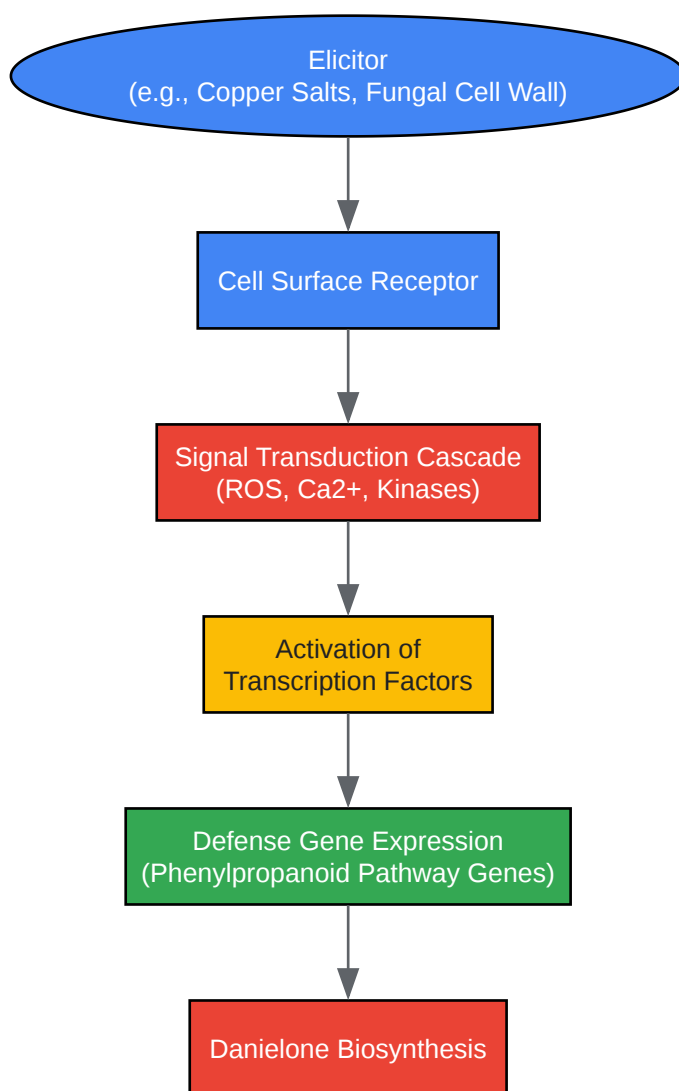 Elicitor
(e.g., Copper Salts, Fungal Cell Wall)
Cell Surface Receptor
Signal Transduction Cascade
(ROS, Ca2+, Kinases)
Activation of
Transcription Factors
Defense Gene Expression
(Phenylpropanoid Pathway Genes)
Danielone Biosynthesis